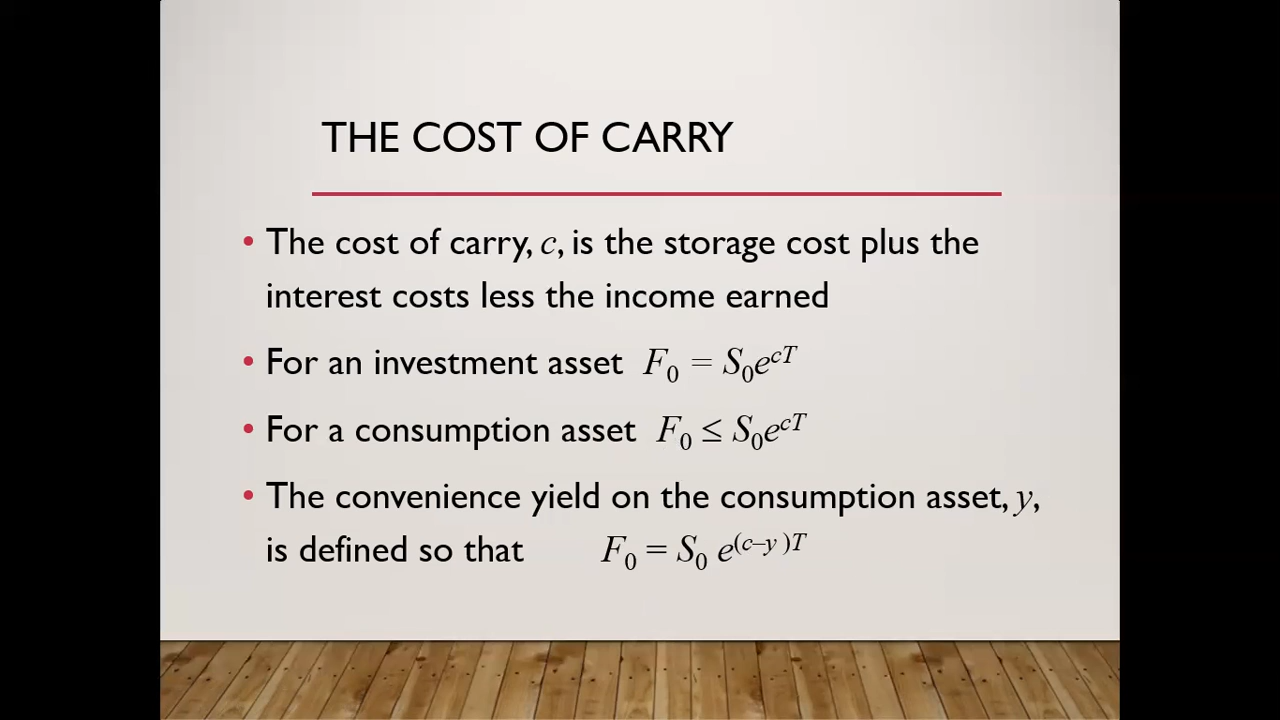 THE COST OF CARRY
• The cost of carry, c, is the storage cost plus the
interest costs less the income earned
• For an investment asset F₀ = S₀e^{cT}
• For a consumption asset F₀ ≤ S₀e^{cT}
• The convenience yield on the consumption asset, y,
is defined so that F₀ = S₀ e^{(c–y )T}